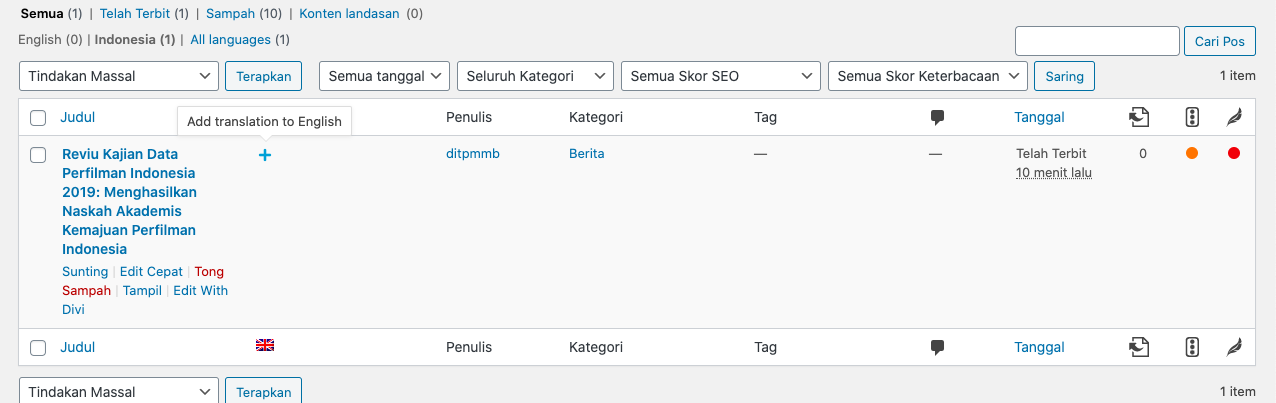 Semua (1) | Telah Terbit (1) | Sampah (10) | Konten landasan (0)
English (0) | Indonesia (1) | All languages (1)
Cari Pos
Tindakan Massal Terapkan Semua tanggal Seluruh Kategori Semua Skor SEO Semua Skor Keterbacaan Saring 1 item
Judul Add translation to English Penulis Kategori Tag Tanggal
Reviu Kajian Data + ditpmmb Berita — — Telah Terbit 0
Perfilman Indonesia 10 menit lalu
2019: Menghasilkan
Naskah Akademis
Kemajuan Perfilman
Indonesia
Sunting | Edit Cepat | Tong
Sampah | Tampil | Edit With
Divi
Judul Penulis Kategori Tag Tanggal
Tindakan Massal Terapkan 1 item